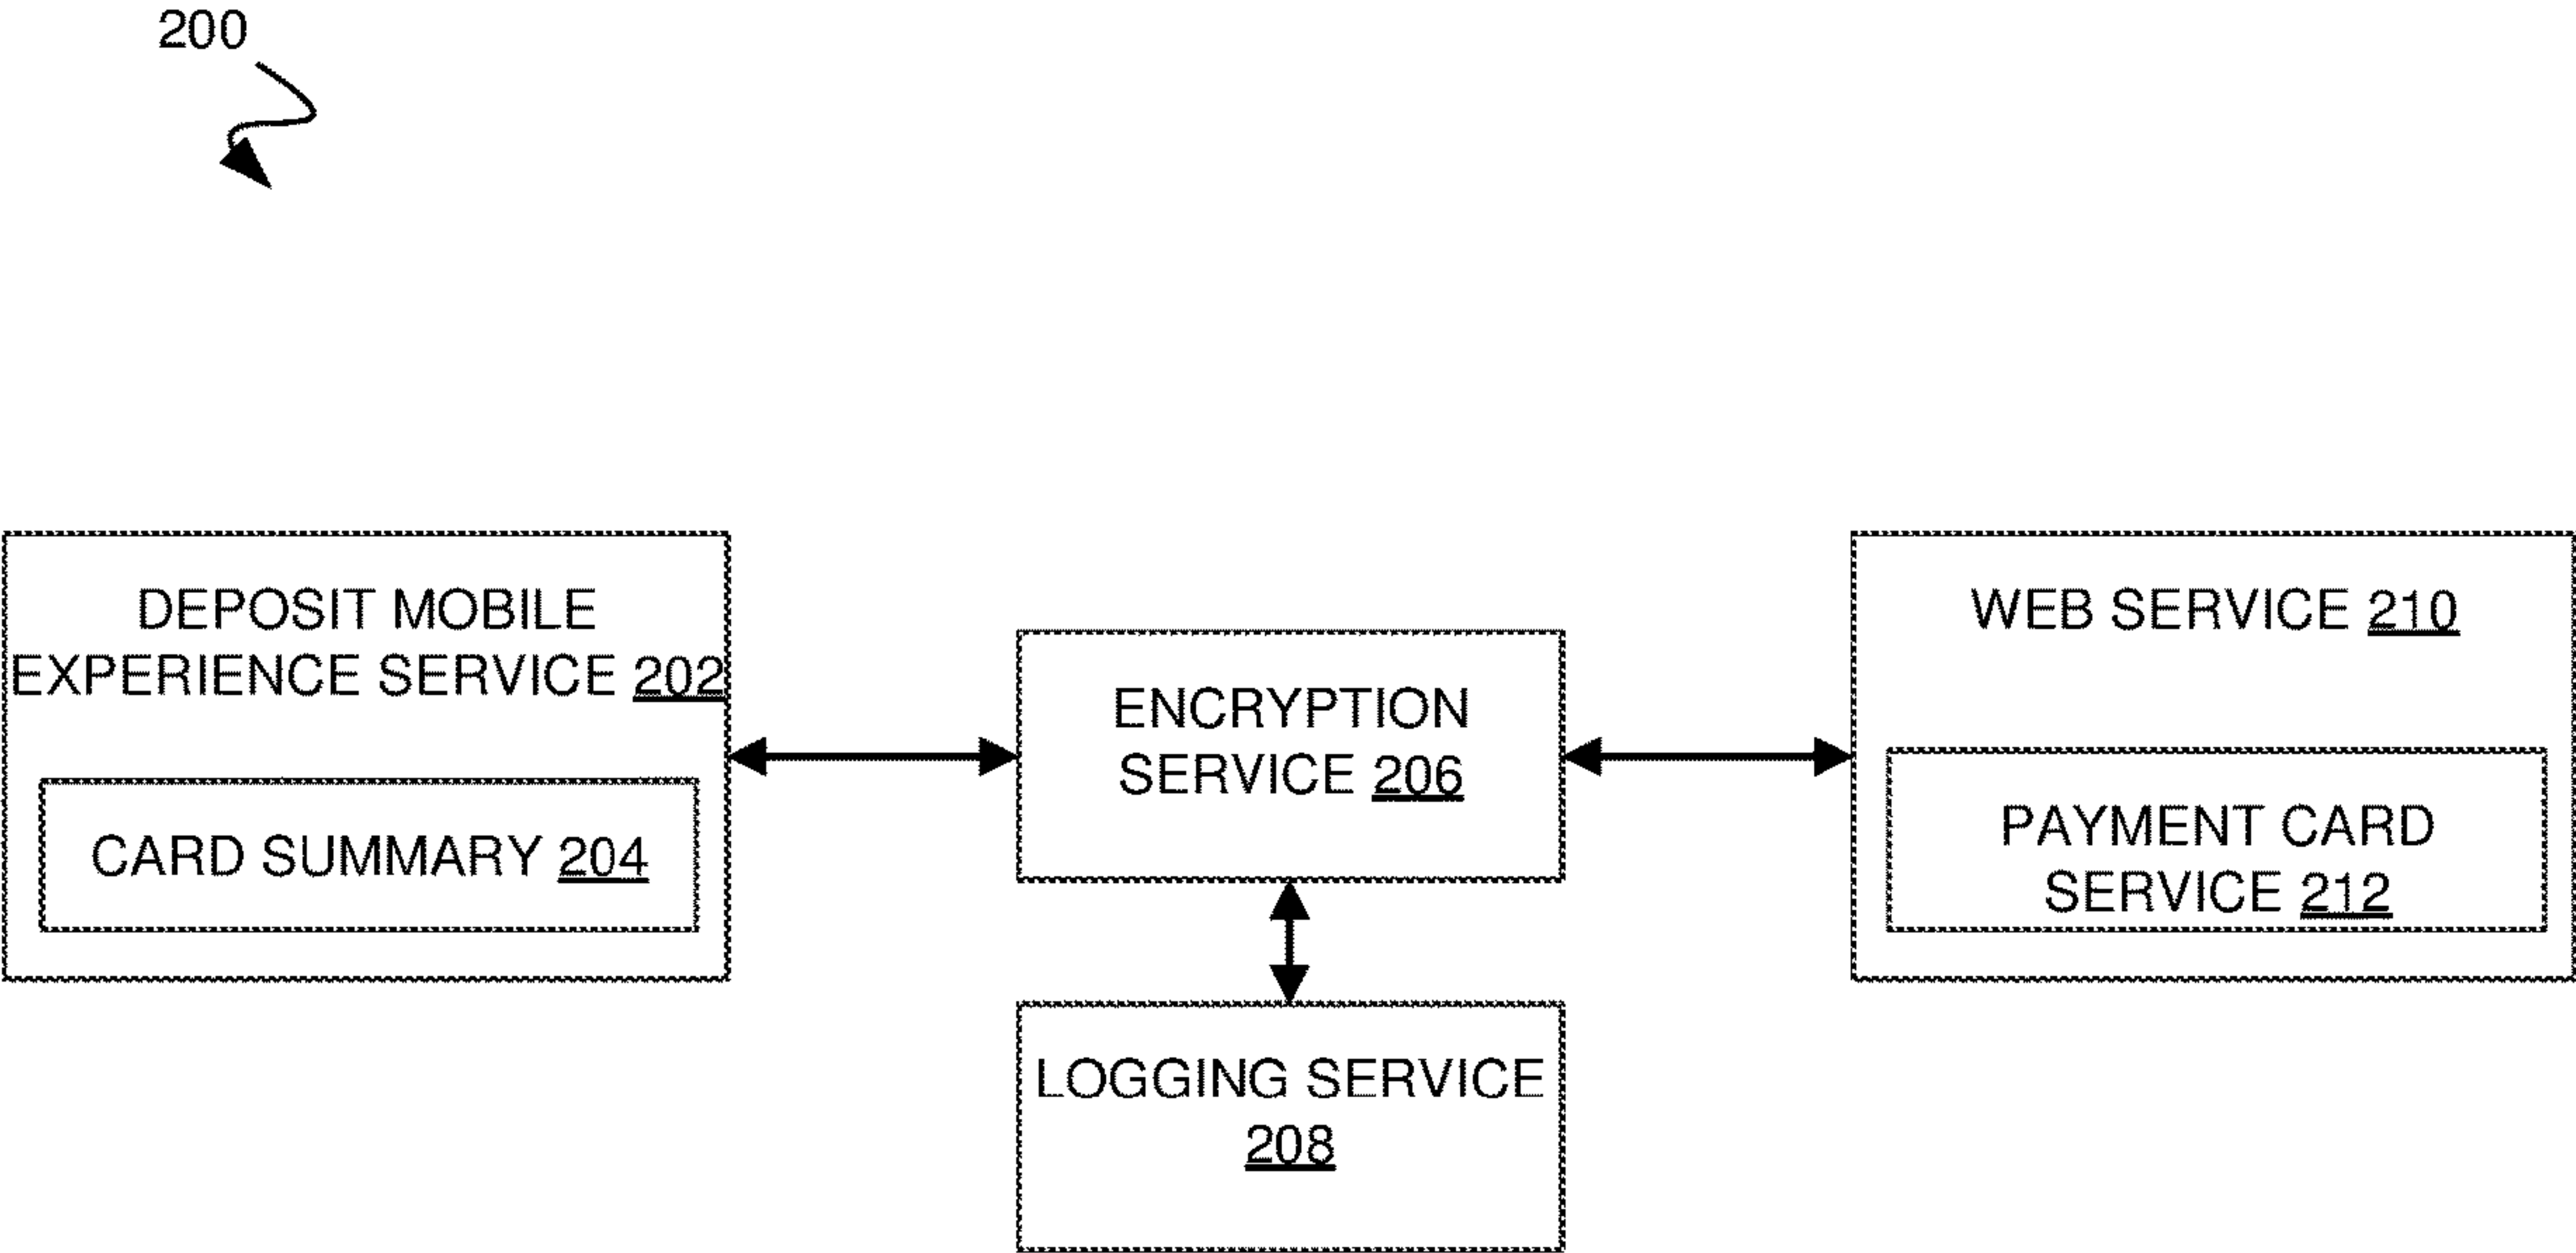 200
DEPOSIT MOBILE
EXPERIENCE SERVICE 202
CARD SUMMARY 204
ENCRYPTION
SERVICE 206
LOGGING SERVICE
208
WEB SERVICE 210
PAYMENT CARD
SERVICE 212